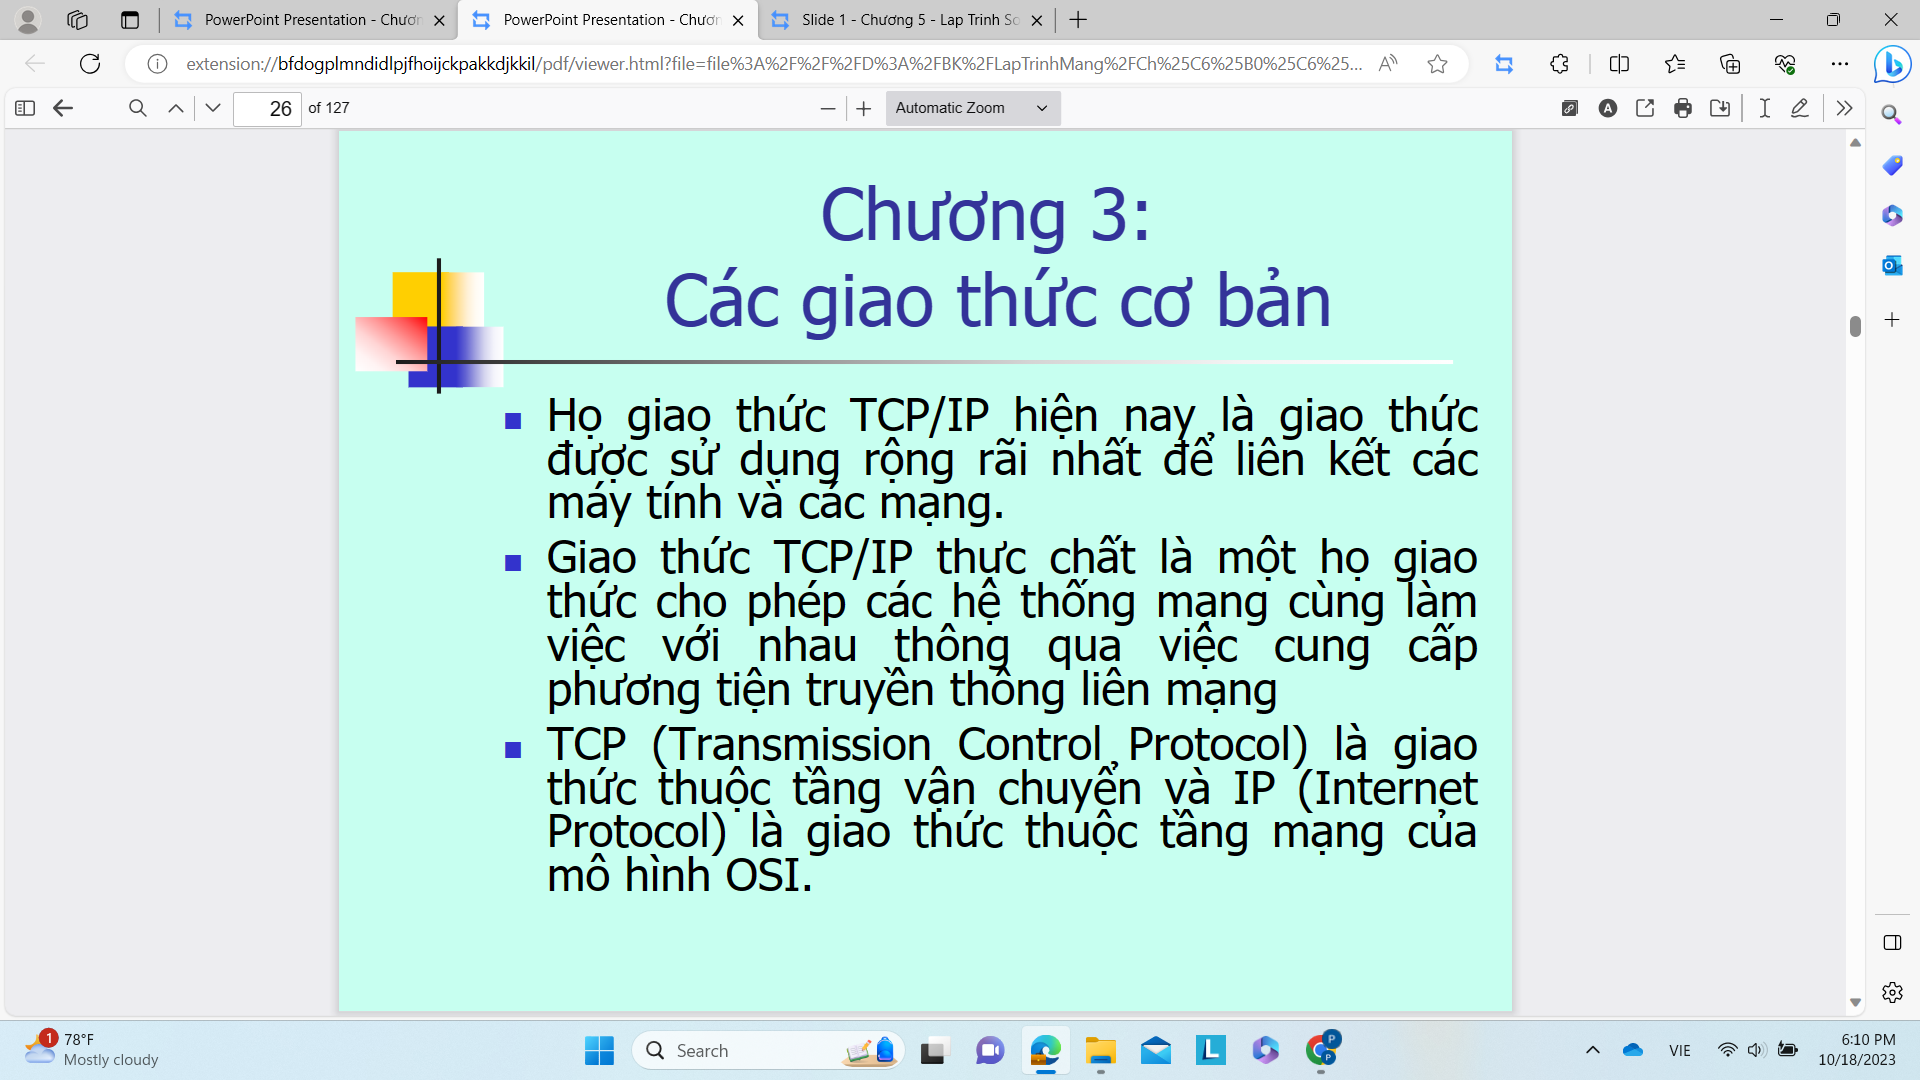 PowerPoint Presentation - Chươn
PowerPoint Presentation - Chươn
Slide 1 - Chương 5 - Lap Trinh So
extension://bfdogplmndidlpjfhoijckpakkdjkkil/pdf/viewer.html?file=file%3A%2F%2F%2FD%3A%2FBK%2FLapTrinhMang%2FCh%25C6%25B0%25C6%25...
26 of 127
Automatic Zoom
Chương 3:
Các giao thức cơ bản
Họ giao thức TCP/IP hiện nay là giao thức
được sử dụng rộng rãi nhất để liên kết các
máy tính và các mạng.
Giao thức TCP/IP thực chất là một họ giao
thức cho phép các hệ thống mạng cùng làm
việc với nhau thông qua việc cung cấp
phương tiện truyền thông liên mạng
TCP (Transmission Control Protocol) là giao
thức thuộc tầng vận chuyển và IP (Internet
Protocol) là giao thức thuộc tầng mạng của
mô hình OSI.
1
78°F
Mostly cloudy
Search
VIE
6:10 PM
10/18/2023